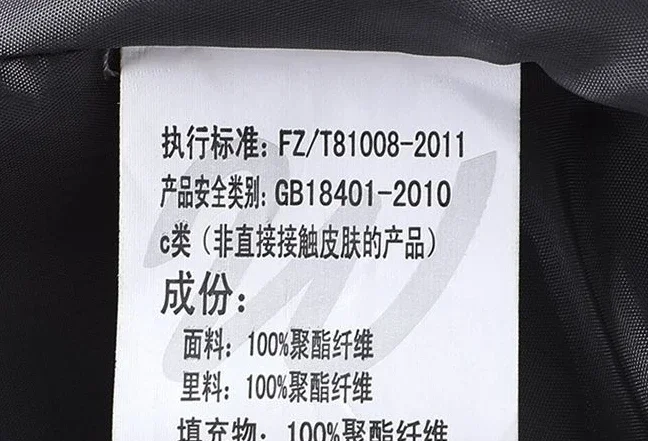 执行标准: FZ/T81008-2011
产品安全类别: GB18401-2010
c类（非直接接触皮肤的产品）
成份:
面料: 100%聚酯纤维
里料: 100%聚酯纤维
填充物: 100%聚酯纤维